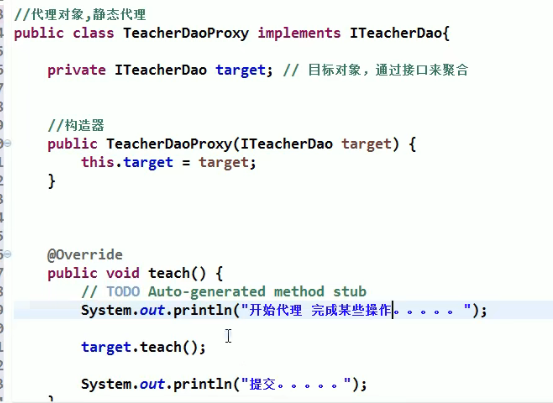 //代理对象,静态代理
public class TeacherDaoProxy implements ITeacherDao{
private ITeacherDao target; // 目标对象，通过接口来聚合
//构造器
public TeacherDaoProxy(ITeacherDao target) {
this.target = target;
}
@Override
public void teach() {
// TODO Auto-generated method stub
System.out.println("开始代理 完成某些操作。。。。。 ");
target.teach();
System.out.println("提交。。。。。");
}